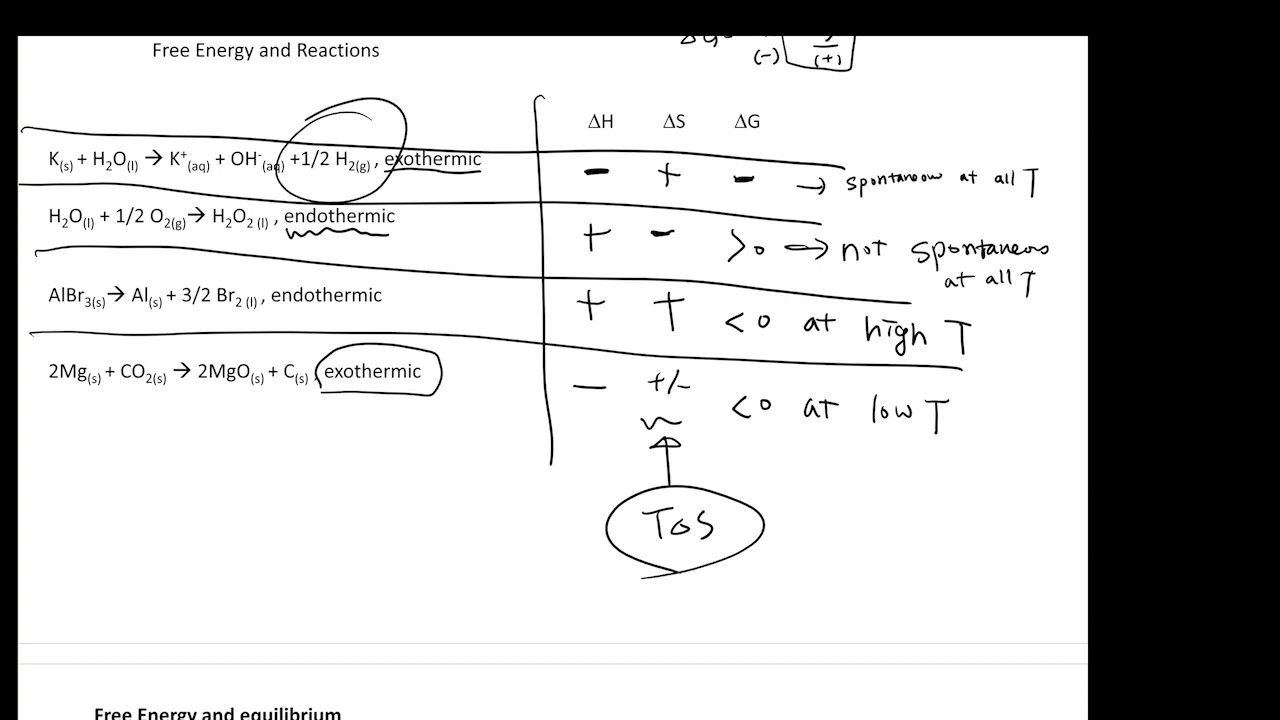 ΔG=
Free Energy and Reactions
(-) (+)
ΔH ΔS ΔG
K(s) + H2O(l) → K+(aq) + OH-(aq) +1/2 H2(g) , exothermic
- + - → spontaneous at all T
H2O(l) + 1/2 O2(g)→ H2O2 (l) , endothermic
+ - >0 ⇒ not spontaneous
at all T
AlBr3(s)→ Al(s) + 3/2 Br2 (l) , endothermic
+ + <0 at high T
2Mg(s) + CO2(s) → 2MgO(s) + C(s) , exothermic
- +/- <0 at low T
TΔS
Free Energy and equilibrium